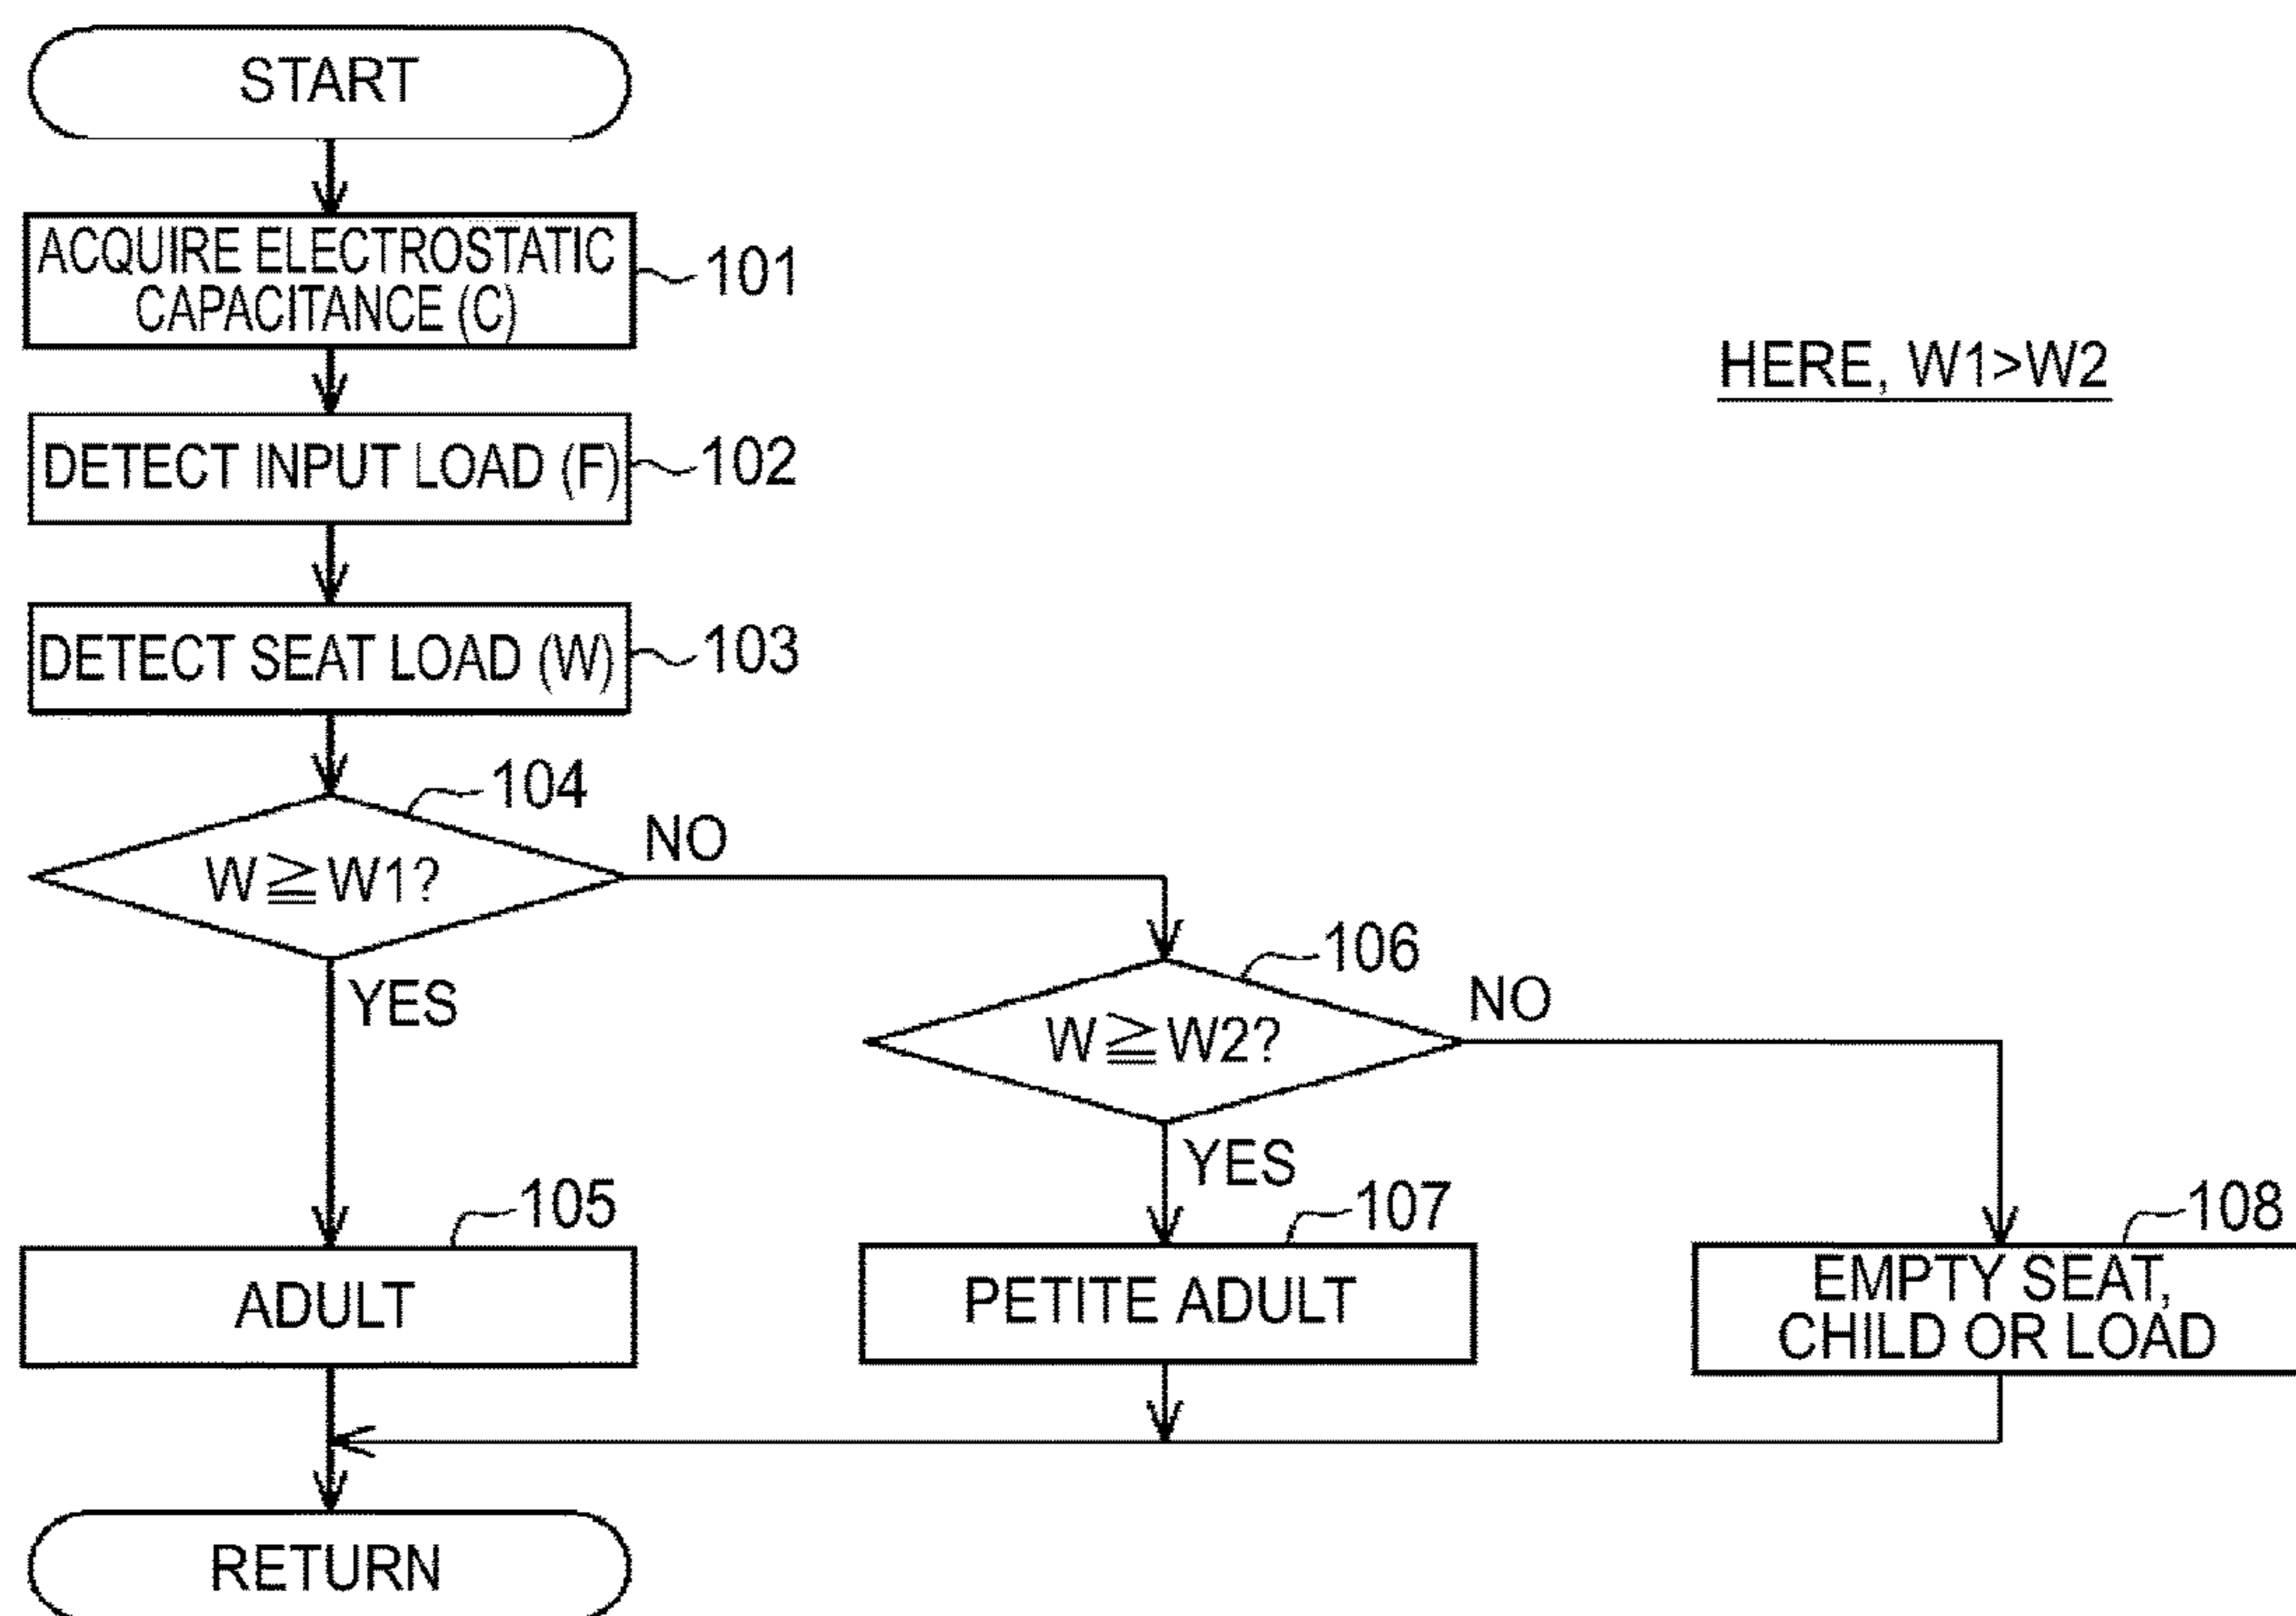 START
ACQUIRE ELECTROSTATIC
CAPACITANCE (C)
101
HERE, W1>W2
DETECT INPUT LOAD (F)
102
DETECT SEAT LOAD (W)
103
104
W≧W1?
NO
YES
106
W≧W2?
NO
YES
105
ADULT
107
PETITE ADULT
108
EMPTY SEAT,
CHILD OR LOAD
RETURN